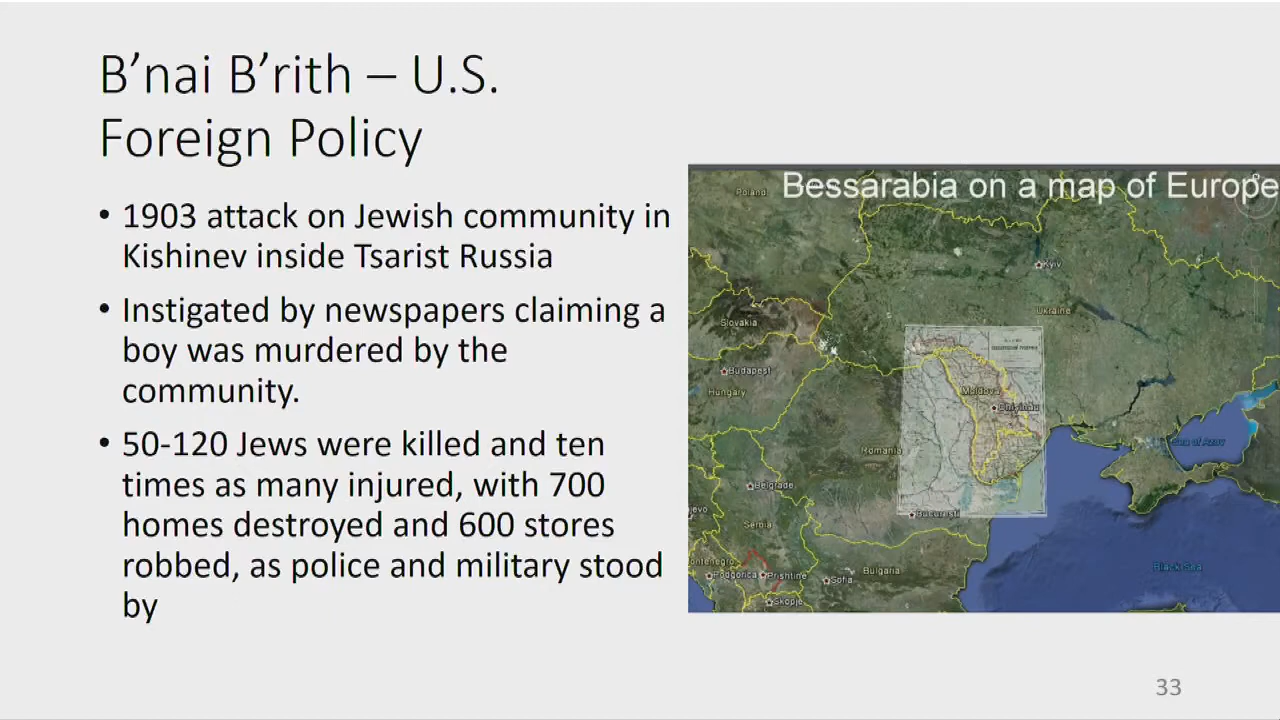 B’nai B’rith – U.S.
Foreign Policy
• 1903 attack on Jewish community in
Kishinev inside Tsarist Russia
• Instigated by newspapers claiming a
boy was murdered by the
community.
• 50-120 Jews were killed and ten
times as many injured, with 700
homes destroyed and 600 stores
robbed, as police and military stood
by
Bessarabia on a map of Europe
Poland
Kyiv
Ukraine
Slovakia
Budapest
Hungary
Moldova
Chișinău
Sea of Azov
Romania
Belgrade
București
Serbia
Podgorica
Prishtine
Sofia
Bulgaria
Black Sea
Skopje
33